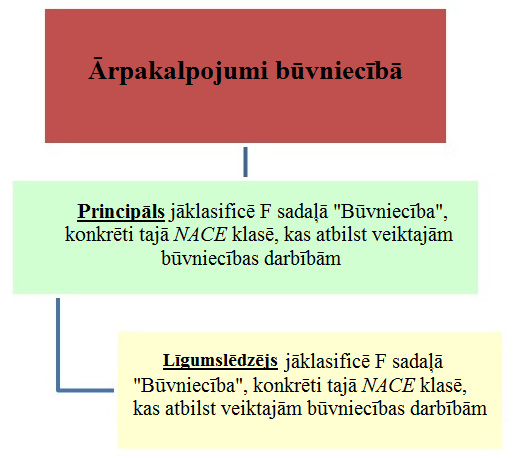 Ārpakalpojumi būvniecībā
Principāls jāklasificē F sadaļā "Būvniecība",
konkrēti tajā NACE klasē, kas atbilst veiktajām
būvniecības darbībām
Līgumslēdzējs jāklasificē F sadaļā
"Būvniecība", konkrēti tajā NACE klasē,
kas atbilst veiktajām būvniecības darbībām